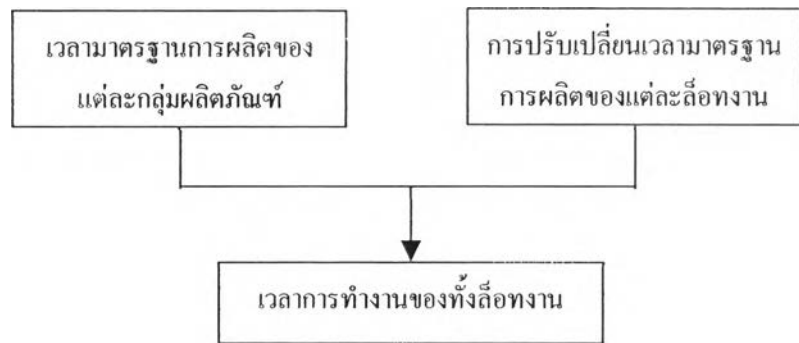 เวลามาตรฐานการผลิตของ
แต่ละกลุ่มผลิตภัณฑ์
การปรับเปลี่ยนเวลามาตรฐาน
การผลิตของแต่ละล็อทงาน
เวลาการทำงานของทั้งล็อทงาน